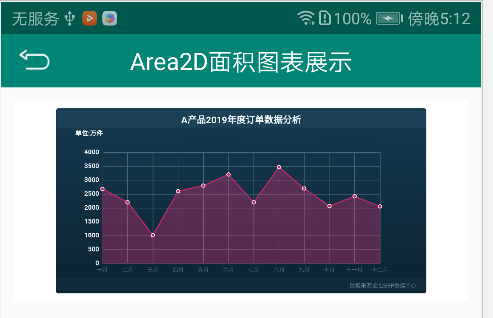 无服务 100% 傍晚5:12
Area2D面积图表展示
A产品2019年度订单数据分析
单位:万件
4000
3500
3000
2500
2000
1500
1000
500
0
一月 二月 三月 四月 五月 六月 七月 八月 九月 十月 十一月 十二月